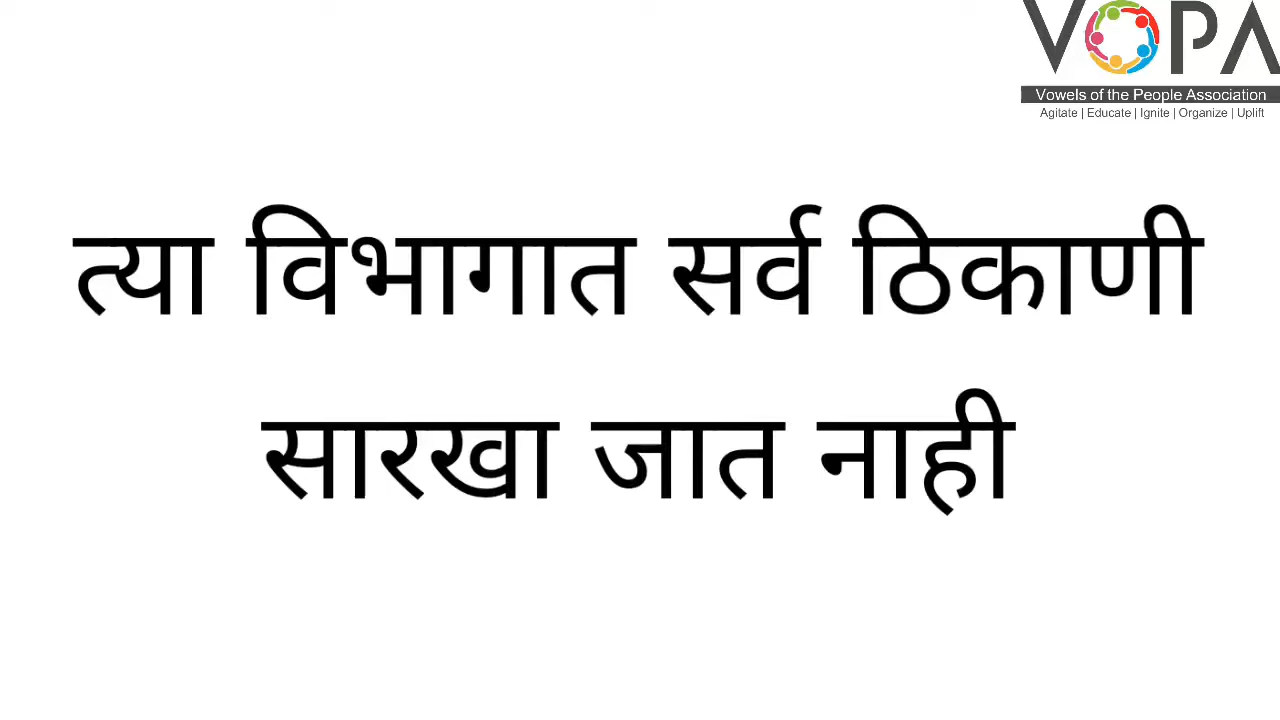 VOPA
Vowels of the People Association
Agitate | Educate | Ignite | Organize | Uplift
त्या विभागात सर्व ठिकाणी
सारखा जात नाही